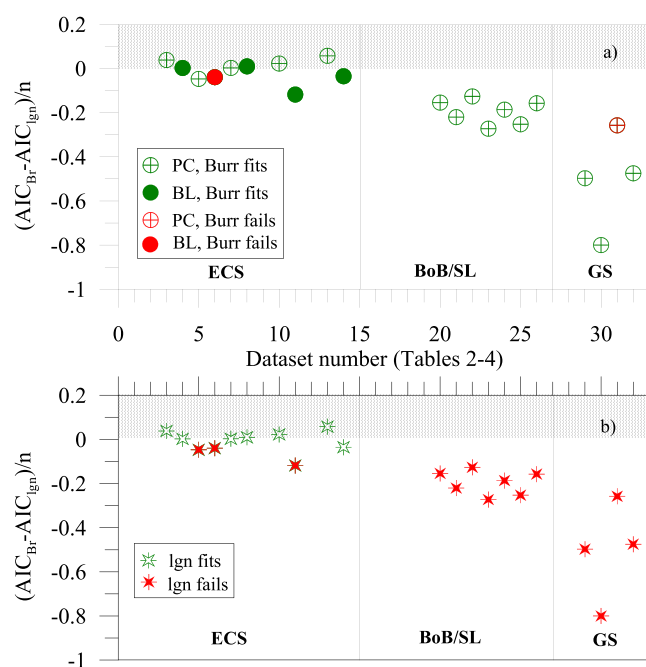 0.2
a)
0
-0.2
-0.4
-0.6
-0.8
-1
(AIC_Br-AIC_lgn)/n
PC, Burr fits
BL, Burr fits
PC, Burr fails
BL, Burr fails
ECS
BoB/SL
GS
0 5 10 15 20 25 30
Dataset number (Tables 2-4)
0.2
b)
0
-0.2
-0.4
-0.6
-0.8
-1
(AIC_Br-AIC_lgn)/n
lgn fits
lgn fails
ECS
BoB/SL
GS